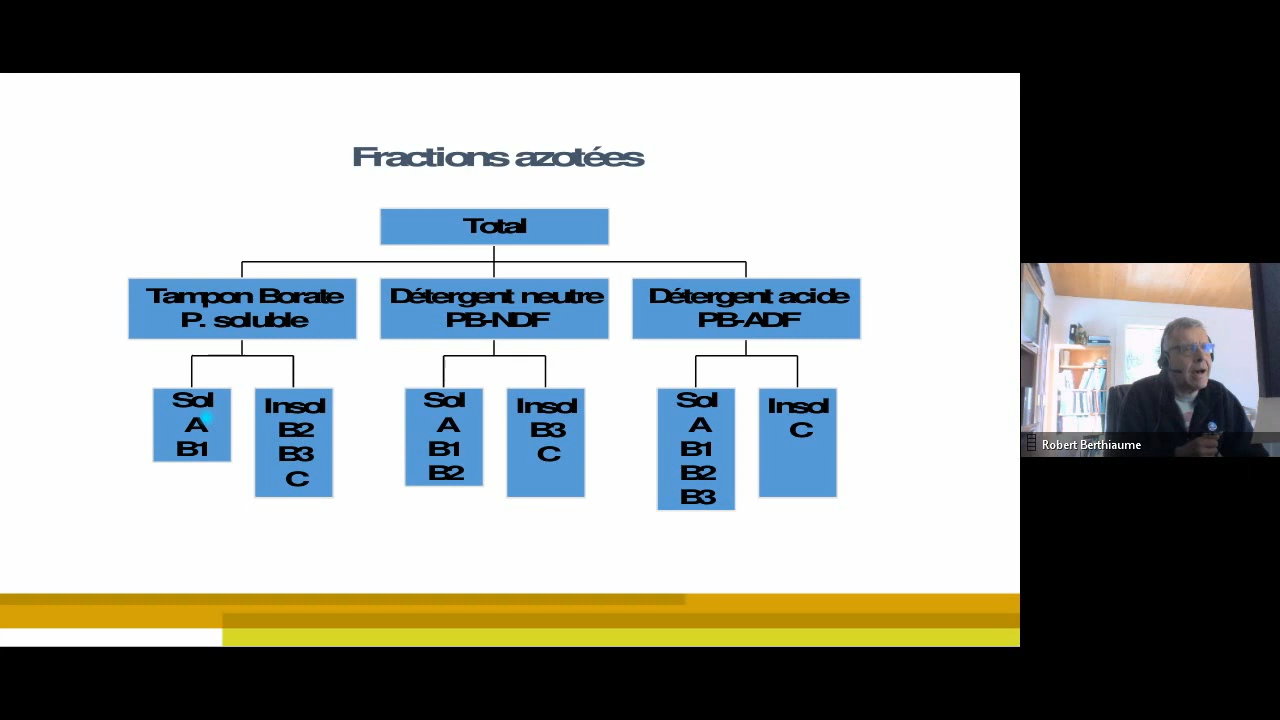 Fractions azotées
Total
Tampon Borate
P. soluble
Détergent neutre
PB-NDF
Détergent acide
PB-ADF
Sol
A
B1
Insol
B2
B3
C
Sol
A
B1
B2
Insol
B3
C
Sol
A
B1
B2
B3
Insol
C
Robert Berthiaume